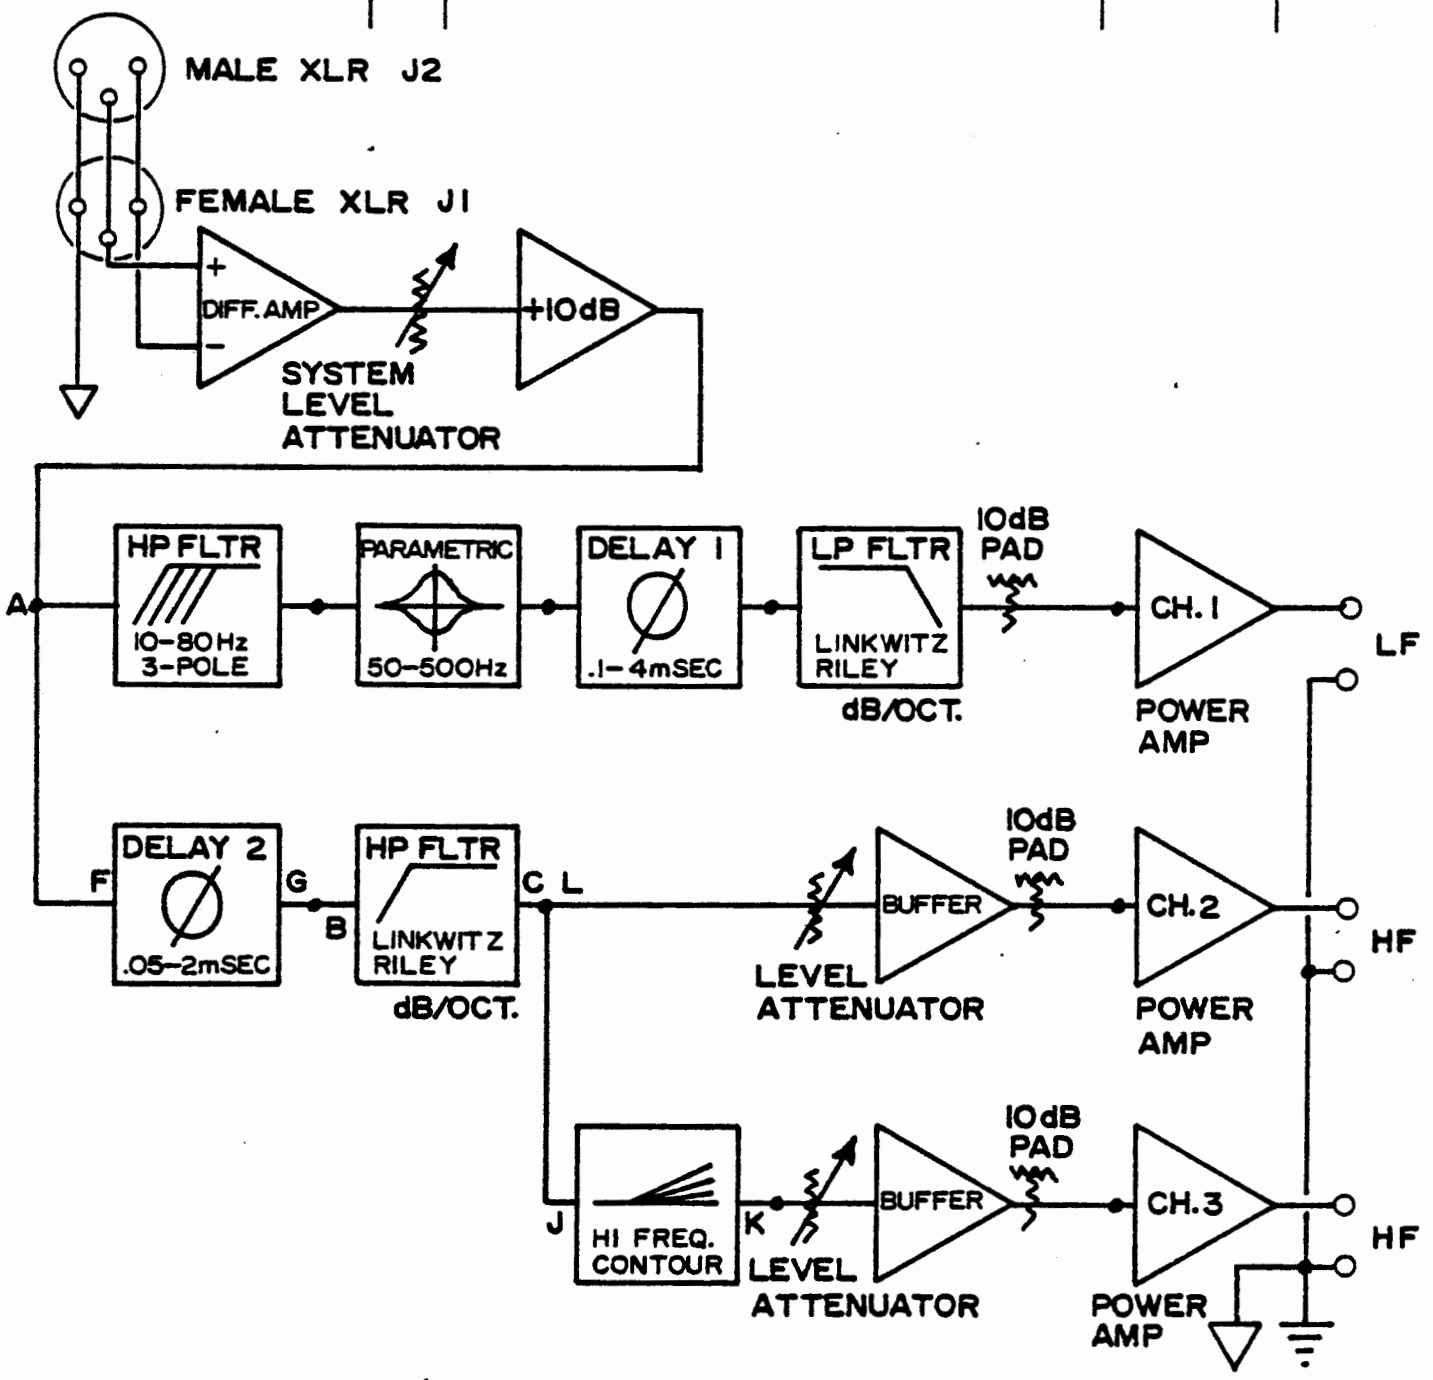 MALE XLR J2
FEMALE XLR J1
+
DIFF. AMP
-
+10dB
SYSTEM
LEVEL
ATTENUATOR
A
HP FLTR
10-80Hz
3-POLE
PARAMETRIC
50-500Hz
DELAY 1
.1-4mSEC
LP FLTR
LINKWITZ
RILEY
dB/OCT.
10dB
PAD
CH.1
POWER
AMP
LF
F
DELAY 2
.05-2mSEC
G
B
HP FLTR
LINKWITZ
RILEY
dB/OCT.
C L
LEVEL
ATTENUATOR
BUFFER
10dB
PAD
CH.2
POWER
AMP
HF
J
HI FREQ.
CONTOUR
K
LEVEL
ATTENUATOR
BUFFER
10dB
PAD
CH.3
POWER
AMP
HF